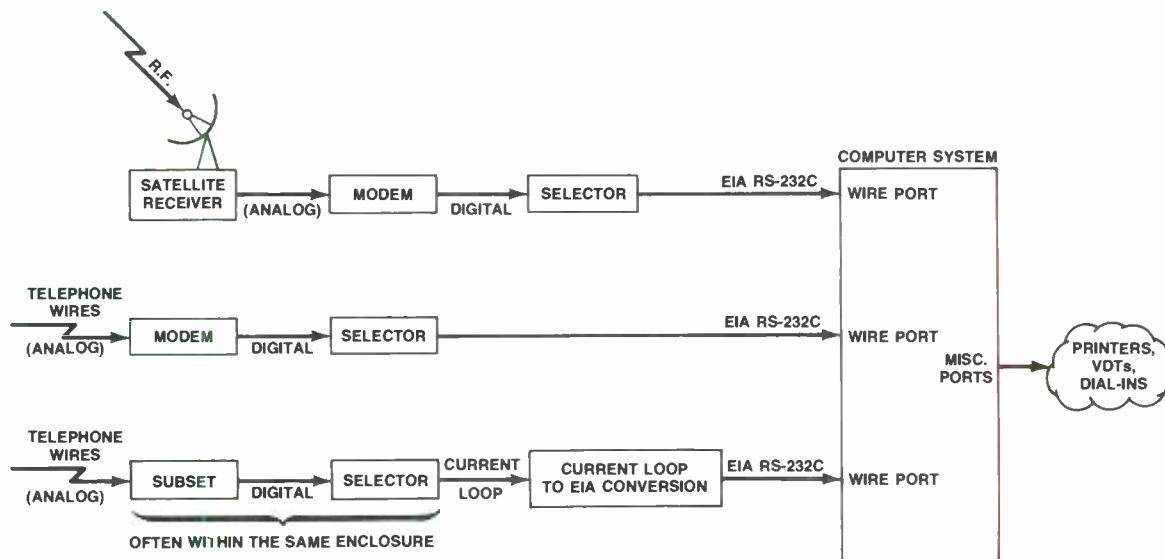 R.F.
COMPUTER SYSTEM
SATELLITE
RECEIVER
(ANALOG)
MODEM
DIGITAL
SELECTOR
EIA RS-232C
WIRE PORT
TELEPHONE
WIRES
(ANALOG)
MODEM
DIGITAL
SELECTOR
EIA RS-232C
WIRE PORT
MISC.
PORTS
PRINTERS,
VDTs,
DIAL-INS
TELEPHONE
WIRES
(ANALOG)
SUBSET
DIGITAL
SELECTOR
CURRENT
LOOP
CURRENT LOOP
TO EIA CONVERSION
EIA RS-232C
WIRE PORT
OFTEN WITHIN THE SAME ENCLOSURE